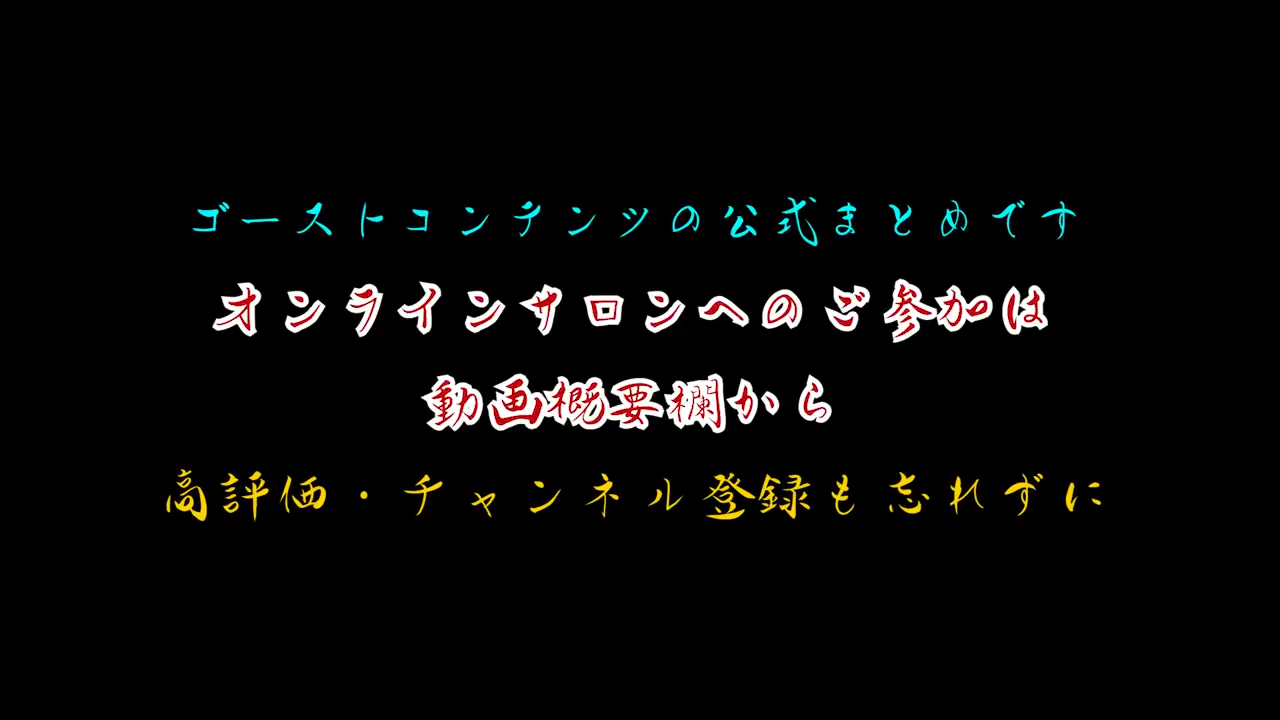 ゴーストコンテンツの公式まとめです
オンラインサロンへのご参加は
動画概要欄から
高評価・チャンネル登録も忘れずに